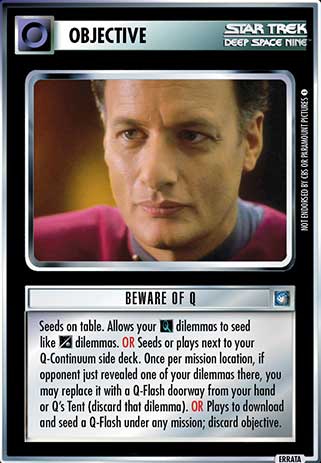 OBJECTIVE
STAR TREK
DEEP SPACE NINE
NOT ENDORSED BY CBS OR PARAMOUNT PICTURES
BEWARE OF Q
Seeds on table. Allows your dilemmas to seed
like dilemmas. OR Seeds or plays next to your
Q-Continuum side deck. Once per mission location, if
opponent just revealed one of your dilemmas there, you
may replace it with a Q-Flash doorway from your hand
or Q's Tent (discard that dilemma). OR Plays to download
and seed a Q-Flash under any mission; discard objective.
ERRATA